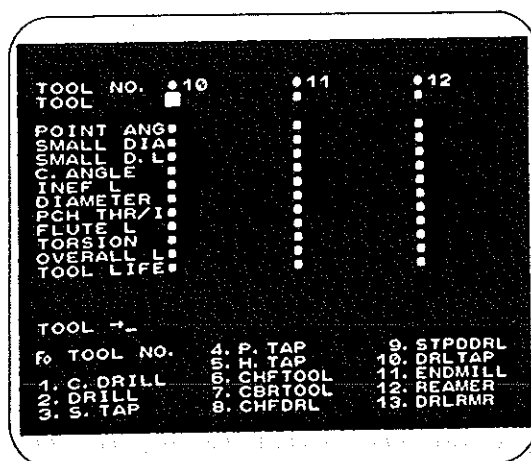 TOOL NO. 10 11 12
TOOL
POINT ANG
SMALL DIA
SMALL D. L
C. ANGLE
INEF L
DIAMETER
PCH THR/I
FLUTE L
TORSION
OVERALL L
TOOL LIFE
TOOL →_
F0 TOOL NO.
1. C. DRILL
2. DRILL
3. S. TAP
4. P. TAP
5. H. TAP
6. CHFTOOL
7. CBRTOOL
8. CHFDRL
9. STPDDRL
10. DRLTAP
11. ENDMILL
12. REAMER
13. DRLRMR